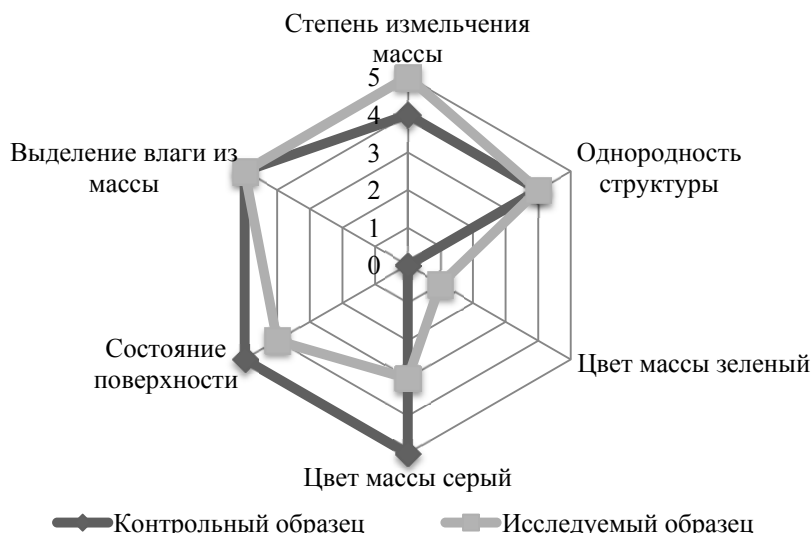 Степень измельчения
массы
5
4
3
2
1
0
Выделение влаги из
массы
Однородность
структуры
Состояние
поверхности
Цвет массы зеленый
Цвет массы серый
Контрольный образец
Исследуемый образец